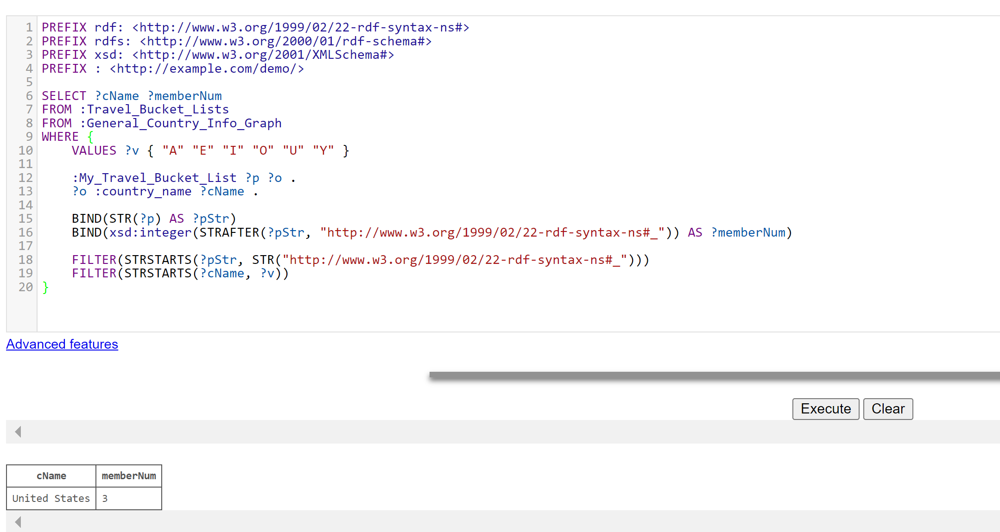 1 PREFIX rdf: <http://www.w3.org/1999/02/22-rdf-syntax-ns#>
2 PREFIX rdfs: <http://www.w3.org/2000/01/rdf-schema#>
3 PREFIX xsd: <http://www.w3.org/2001/XMLSchema#>
4 PREFIX : <http://example.com/demo/>
5
6 SELECT ?cName ?memberNum
7 FROM :Travel_Bucket_Lists
8 FROM :General_Country_Info_Graph
9 WHERE {
10     VALUES ?v { "A" "E" "I" "O" "U" "Y" }
11
12     :My_Travel_Bucket_List ?p ?o .
13     ?o :country_name ?cName .
14
15     BIND(STR(?p) AS ?pStr)
16     BIND(xsd:integer(STRAFTER(?pStr, "http://www.w3.org/1999/02/22-rdf-syntax-ns#_")) AS ?memberNum)
17
18     FILTER(STRSTARTS(?pStr, STR("http://www.w3.org/1999/02/22-rdf-syntax-ns#_")))
19     FILTER(STRSTARTS(?cName, ?v))
20 }
Advanced features
Execute Clear
cName memberNum
United States 3